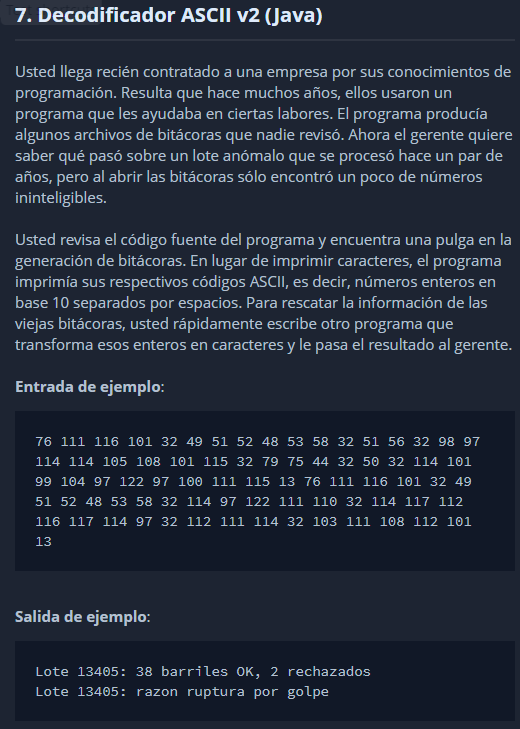 7. Decodificador ASCII v2 (Java)
Usted llega recién contratado a una empresa por sus conocimientos de
programación. Resulta que hace muchos años, ellos usaron un
programa que les ayudaba en ciertas labores. El programa producía
algunos archivos de bitácoras que nadie revisó. Ahora el gerente quiere
saber qué pasó sobre un lote anómalo que se procesó hace un par de
años, pero al abrir las bitácoras sólo encontró un poco de números
ininteligibles.
Usted revisa el código fuente del programa y encuentra una pulga en la
generación de bitácoras. En lugar de imprimir caracteres, el programa
imprimía sus respectivos códigos ASCII, es decir, números enteros en
base 10 separados por espacios. Para rescatar la información de las
viejas bitácoras, usted rápidamente escribe otro programa que
transforma esos enteros en caracteres y le pasa el resultado al gerente.
Entrada de ejemplo:
76 111 116 101 32 49 51 52 48 53 58 32 51 56 32 98 97
114 114 105 108 101 115 32 79 75 44 32 50 32 114 101
99 104 97 122 97 100 111 115 13 76 111 116 101 32 49
51 52 48 53 58 32 114 97 122 111 110 32 114 117 112
116 117 114 97 32 112 111 114 32 103 111 108 112 101
13
Salida de ejemplo:
Lote 13405: 38 barriles OK, 2 rechazados
Lote 13405: razon ruptura por golpe